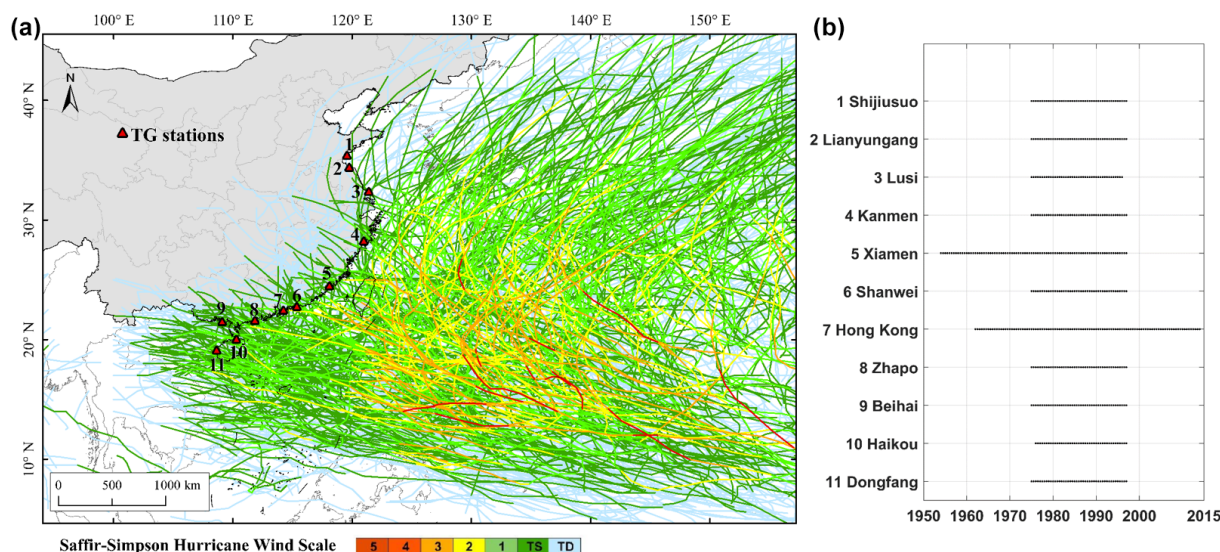 (a)
100° E 110° E 120° E 130° E 140° E 150° E
40° N
30° N
20° N
10° N
N
TG stations
1
2
3
4
5
6
7
8
9
10
11
0 500 1000 km
Saffir-Simpson Hurricane Wind Scale 5 4 3 2 1 TS TD
(b)
1 Shijiusuo
2 Lianyungang
3 Lusi
4 Kanmen
5 Xiamen
6 Shanwei
7 Hong Kong
8 Zhapo
9 Beihai
10 Haikou
11 Dongfang
1950 1960 1970 1980 1990 2000 2015